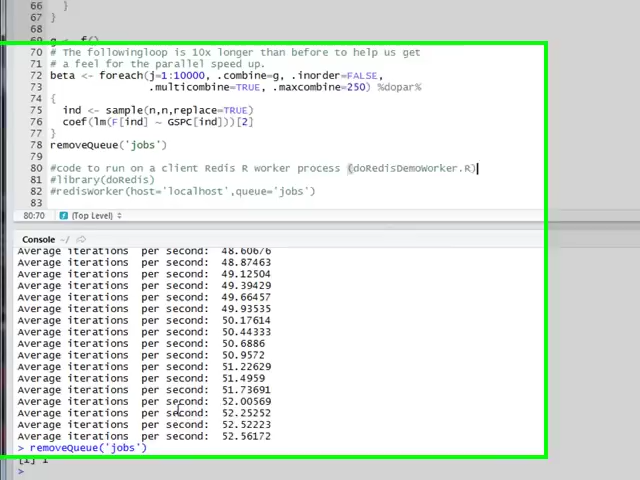 66 }
67 }
68
69 g <- f()
70 # The followingloop is 10x longer than before to help us get
71 # a feel for the parallel speed up.
72 beta <- foreach(j=1:10000, .combine=g, .inorder=FALSE,
73 .multicombine=TRUE, .maxcombine=250) %dopar%
74 {
75 ind <- sample(n,n,replace=TRUE)
76 coef(lm(F[ind] ~ GSPC[ind]))[2]
77 }
78 removeQueue('jobs')
79
80 #code to run on a client Redis R worker process (doRedisDemoWorker.R)
81 #library(doRedis)
82 #redisWorker(host='localhost',queue='jobs')
83
80:70 (Top Level)
Console ~/
Average iterations per second: 48.60676
Average iterations per second: 48.87463
Average iterations per second: 49.12504
Average iterations per second: 49.39429
Average iterations per second: 49.66457
Average iterations per second: 49.93535
Average iterations per second: 50.17614
Average iterations per second: 50.44333
Average iterations per second: 50.6886
Average iterations per second: 50.9572
Average iterations per second: 51.22629
Average iterations per second: 51.4959
Average iterations per second: 51.73691
Average iterations per second: 52.00569
Average iterations per second: 52.25252
Average iterations per second: 52.52223
Average iterations per second: 52.56172
> removeQueue('jobs')
[1] 1
>